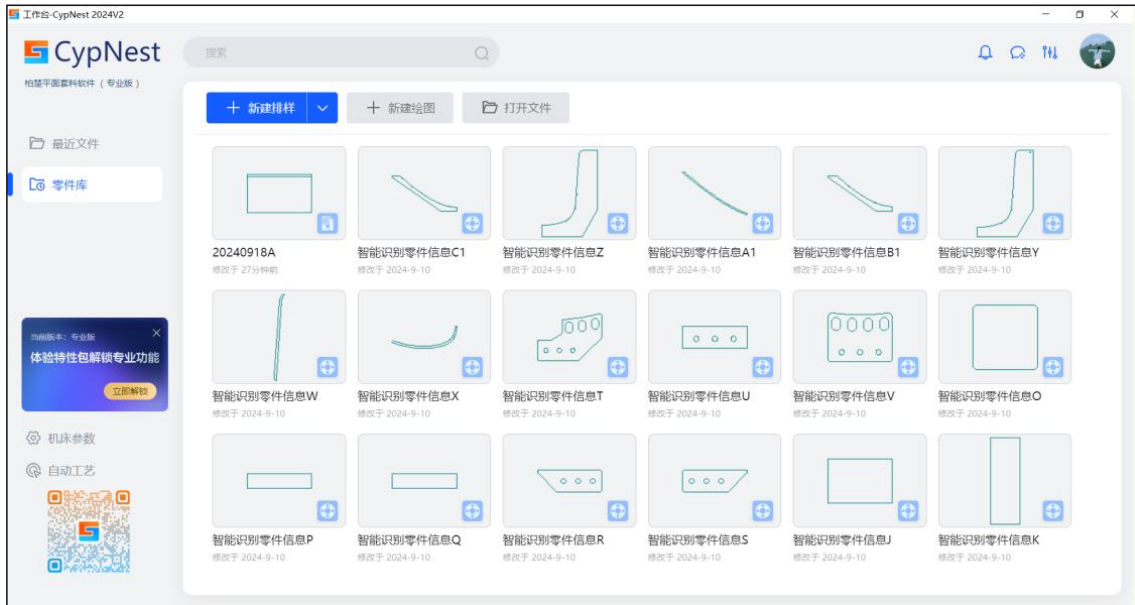 工作台-CypNest 2024V2
CypNest
柏楚平面套料软件（专业版）
搜索
新建排样
新建绘图
打开文件
最近文件
零件库
20240918A
修改于 27分钟前
智能识别零件信息C1
修改于 2024-9-10
智能识别零件信息Z
修改于 2024-9-10
智能识别零件信息A1
修改于 2024-9-10
智能识别零件信息B1
修改于 2024-9-10
智能识别零件信息Y
修改于 2024-9-10
智能识别零件信息W
修改于 2024-9-10
智能识别零件信息X
修改于 2024-9-10
智能识别零件信息T
修改于 2024-9-10
智能识别零件信息U
修改于 2024-9-10
智能识别零件信息V
修改于 2024-9-10
智能识别零件信息O
修改于 2024-9-10
当前版本：专业版
体验特性包解锁专业功能
立即解锁
机床参数
自动工艺
智能识别零件信息P
修改于 2024-9-10
智能识别零件信息Q
修改于 2024-9-10
智能识别零件信息R
修改于 2024-9-10
智能识别零件信息S
修改于 2024-9-10
智能识别零件信息J
修改于 2024-9-10
智能识别零件信息K
修改于 2024-9-10